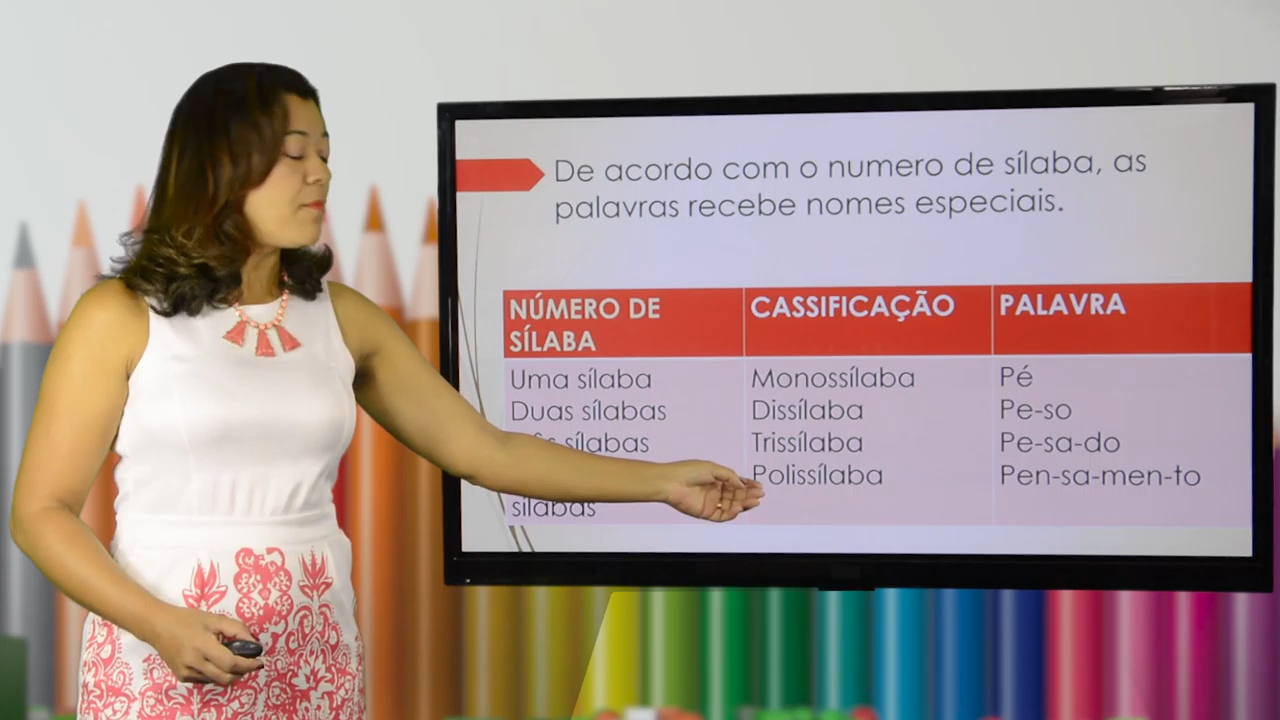 De acordo com o numero de sílaba, as
palavras recebe nomes especiais.
NÚMERO DE
SÍLABA
CASSIFICAÇÃO
PALAVRA
Uma sílaba Monossílaba Pé
Duas sílabas Dissílaba Pe-so
sílabas Trissílaba Pe-sa-do
Polissílaba Pen-sa-men-to
sílabas